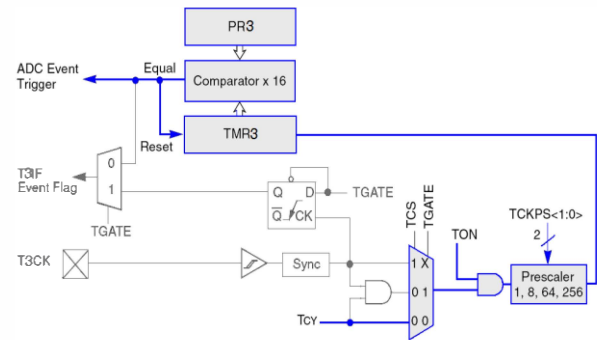 PR3
ADC Event
Trigger
Equal
Comparator x 16
Reset
TMR3
T3IF
Event Flag
0
1
TGATE
Q D
Q CK
TGATE
TCS
TGATE
TCKPS<1:0>
2
TON
T3CK
Sync
1 X
0 1
0 0
TCY
Prescaler
1, 8, 64, 256